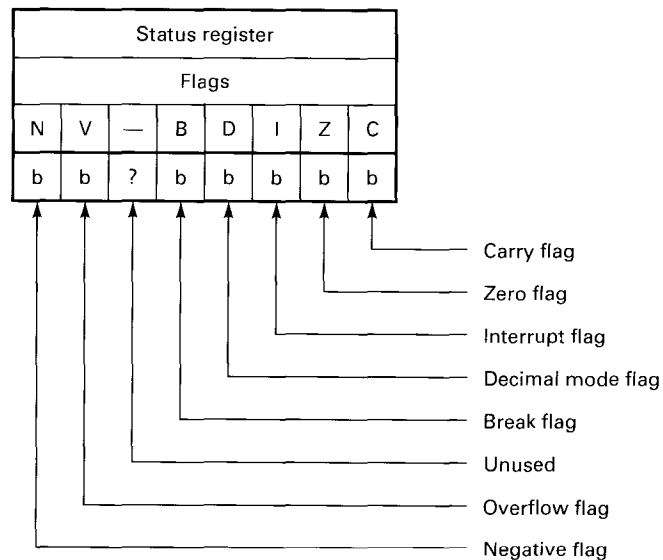 Status register
Flags
N V — B D I Z C
b b ? b b b b b
Carry flag
Zero flag
Interrupt flag
Decimal mode flag
Break flag
Unused
Overflow flag
Negative flag